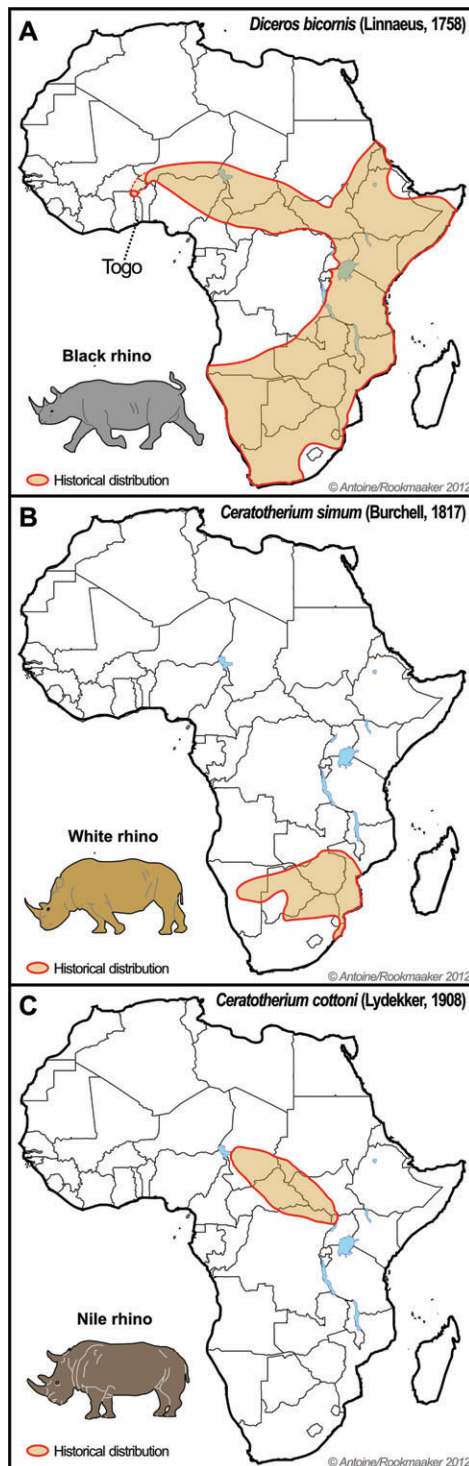 A
Diceros bicornis (Linnaeus, 1758)
Togo
Black rhino
Historical distribution
© Antoine/Rookmaaker 2012
B
Ceratotherium simum (Burchell, 1817)
White rhino
Historical distribution
© Antoine/Rookmaaker 2012
C
Ceratotherium cottoni (Lydekker, 1908)
Nile rhino
Historical distribution
© Antoine/Rookmaaker 2012